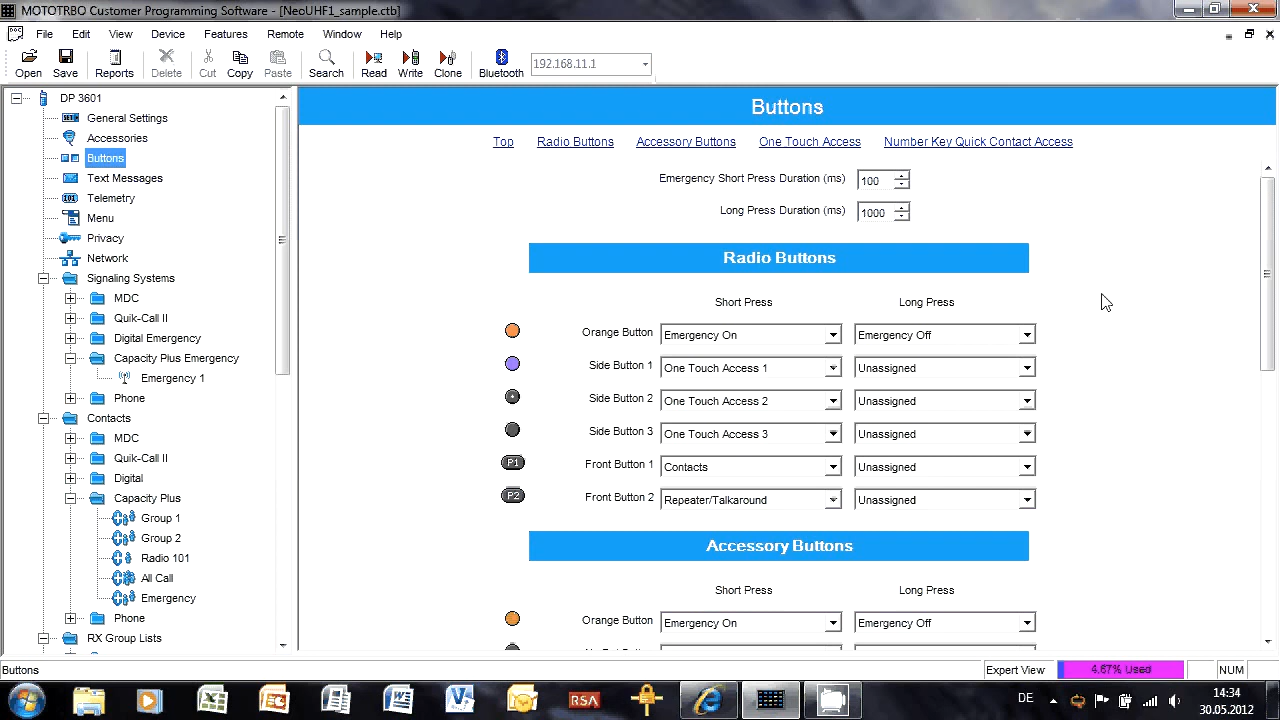 MOTOTRBO Customer Programming Software - [NeoUHF1_sample.ctb]
File Edit View Device Features Remote Window Help
Open Save Reports Delete Cut Copy Paste Search Read Write Clone Bluetooth 192.168.11.1
DP 3601
General Settings
Accessories
Buttons
Text Messages
Telemetry
Menu
Privacy
Network
Signaling Systems
MDC
Quik-Call II
Digital Emergency
Capacity Plus Emergency
Emergency 1
Phone
Contacts
MDC
Quik-Call II
Digital
Capacity Plus
Group 1
Group 2
Radio 101
All Call
Emergency
Phone
RX Group Lists
Buttons
Top Radio Buttons Accessory Buttons One Touch Access Number Key Quick Contact Access
Emergency Short Press Duration (ms) 100
Long Press Duration (ms) 1000
Radio Buttons
Short Press Long Press
Orange Button Emergency On Emergency Off
Side Button 1 One Touch Access 1 Unassigned
Side Button 2 One Touch Access 2 Unassigned
Side Button 3 One Touch Access 3 Unassigned
P1 Front Button 1 Contacts Unassigned
P2 Front Button 2 Repeater/Talkaround Unassigned
Accessory Buttons
Short Press Long Press
Orange Button Emergency On Emergency Off
Buttons Expert View 4.67% Used NUM
RSA DE 14:34
30.05.2012